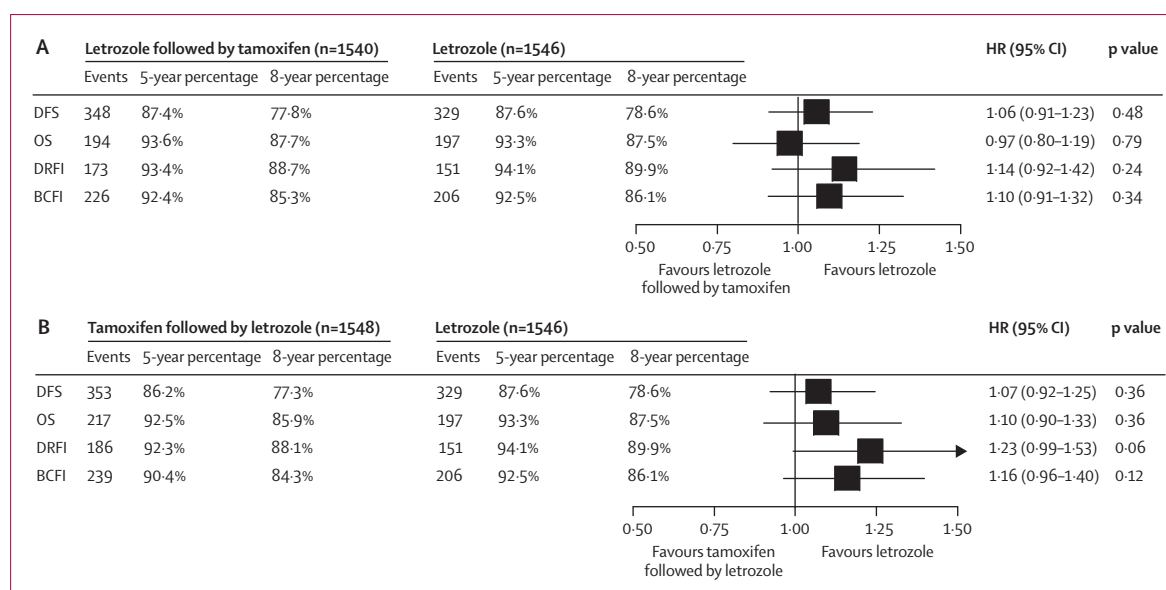 A Letrozole followed by tamoxifen (n=1540) Letrozole (n=1546) HR (95% CI) p value
Events 5-year percentage 8-year percentage Events 5-year percentage 8-year percentage
DFS 348 87·4% 77·8% 329 87·6% 78·6% 1·06 (0·91–1·23) 0·48
OS 194 93·6% 87·7% 197 93·3% 87·5% 0·97 (0·80–1·19) 0·79
DRFI 173 93·4% 88·7% 151 94·1% 89·9% 1·14 (0·92–1·42) 0·24
BCFI 226 92·4% 85·3% 206 92·5% 86·1% 1·10 (0·91–1·32) 0·34
0·50 0·75 1·00 1·25 1·50
Favours letrozole Favours letrozole
followed by tamoxifen
B Tamoxifen followed by letrozole (n=1548) Letrozole (n=1546) HR (95% CI) p value
Events 5-year percentage 8-year percentage Events 5-year percentage 8-year percentage
DFS 353 86·2% 77·3% 329 87·6% 78·6% 1·07 (0·92–1·25) 0·36
OS 217 92·5% 85·9% 197 93·3% 87·5% 1·10 (0·90–1·33) 0·36
DRFI 186 92·3% 88·1% 151 94·1% 89·9% 1·23 (0·99–1·53) 0·06
BCFI 239 90·4% 84·3% 206 92·5% 86·1% 1·16 (0·96–1·40) 0·12
0·50 0·75 1·00 1·25 1·50
Favours tamoxifen Favours letrozole
followed by letrozole